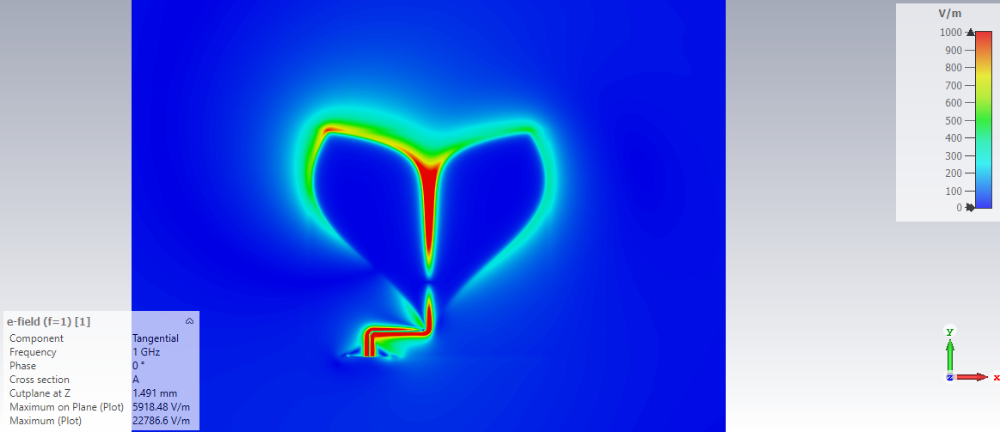 V/m
1000
900
800
700
600
500
400
300
200
100
0
e-field (f=1) [1]
Component Tangential
Frequency 1 GHz
Phase 0 °
Cross section A
Cutplane at Z 1.491 mm
Maximum on Plane (Plot) 5918.48 V/m
Maximum (Plot) 22786.6 V/m
Y
Z
x